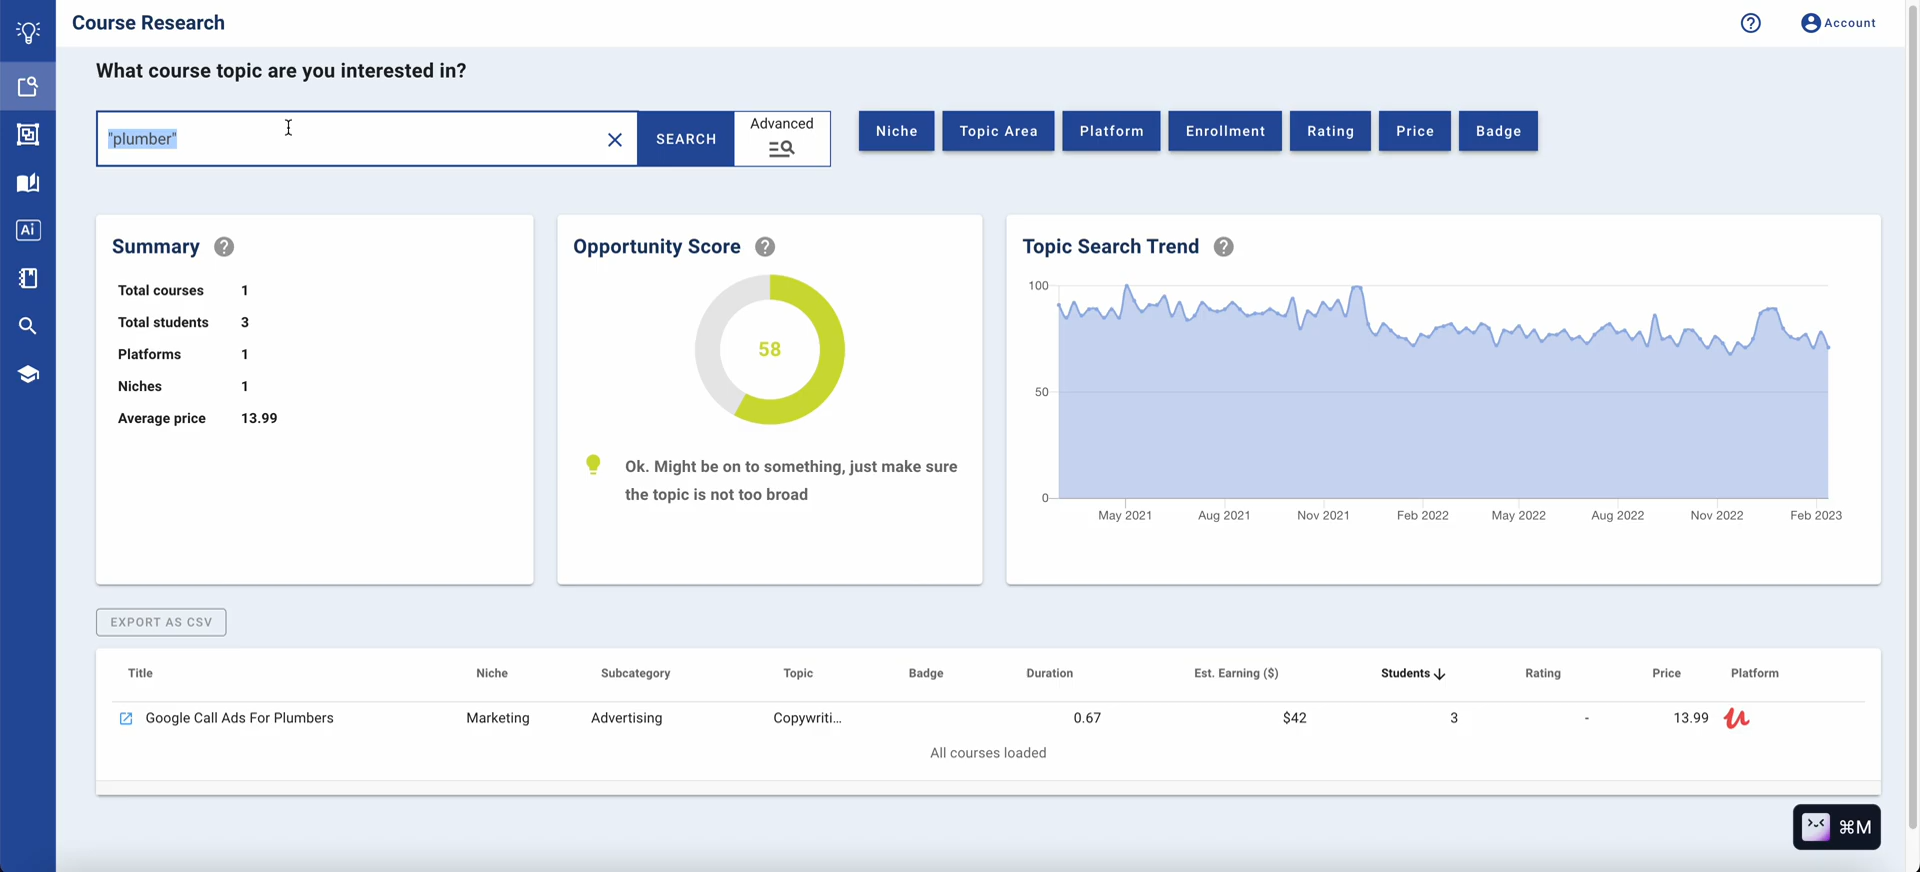 Course Research
Account
What course topic are you interested in?
"plumber"
SEARCH
Advanced
Niche
Topic Area
Platform
Enrollment
Rating
Price
Badge
Ai
Summary ?
Total courses 1
Total students 3
Platforms 1
Niches 1
Average price 13.99
Opportunity Score ?
58
Ok. Might be on to something, just make sure
the topic is not too broad
Topic Search Trend ?
100
50
0
May 2021 Aug 2021 Nov 2021 Feb 2022 May 2022 Aug 2022 Nov 2022 Feb 2023
EXPORT AS CSV
Title Niche Subcategory Topic Badge Duration Est. Earning ($) Students Rating Price Platform
Google Call Ads For Plumbers Marketing Advertising Copywriti... 0.67 $42 3 - 13.99
All courses loaded
⌘M